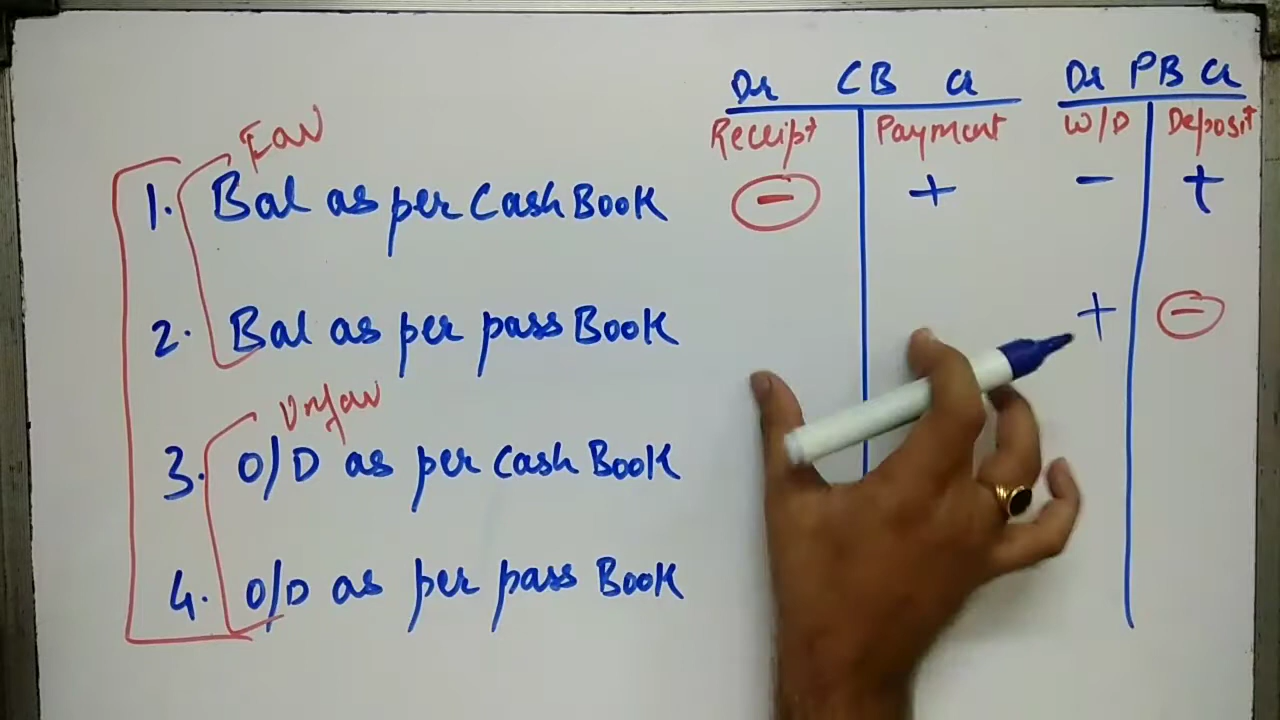 Dr CB Cr Dr PB Cr
Receipt Payment W/D Deposit
Fav
1. Bal as per Cash Book - + - +
2. Bal as per pass Book + -
Unfav
3. O/D as per Cash Book
4. O/D as per pass Book